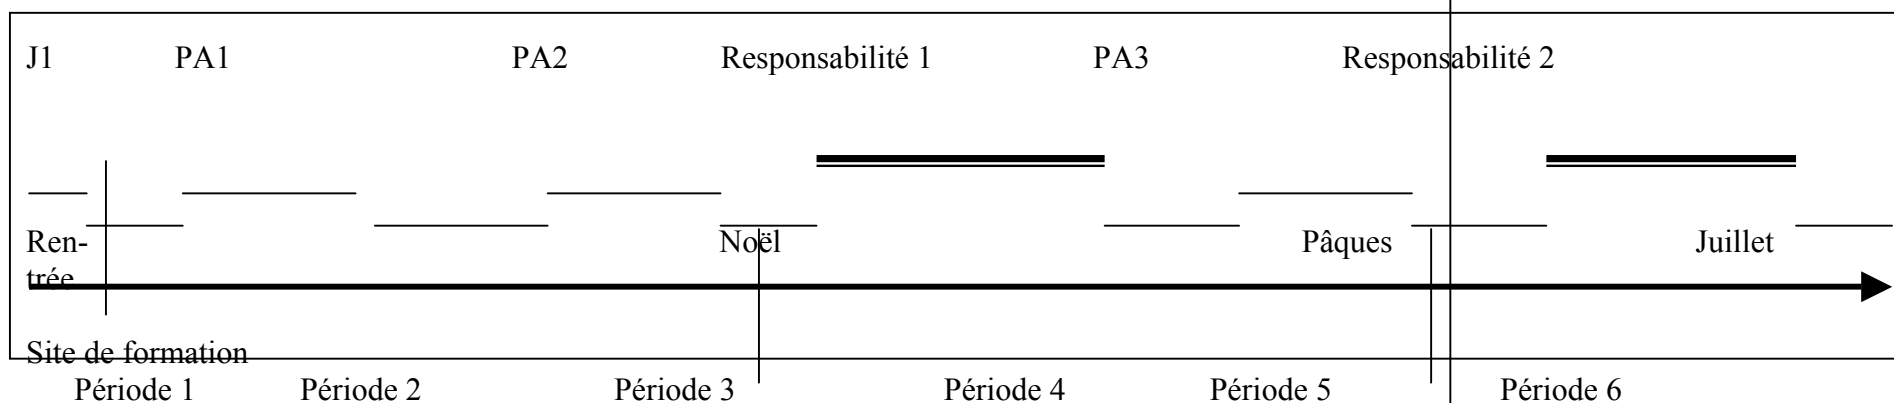 J1 PA1 PA2 Responsabilité 1 PA3 Responsabilité 2
Ren-
trée
Noël Pâques Juillet
Site de formation
Période 1 Période 2 Période 3 Période 4 Période 5 Période 6